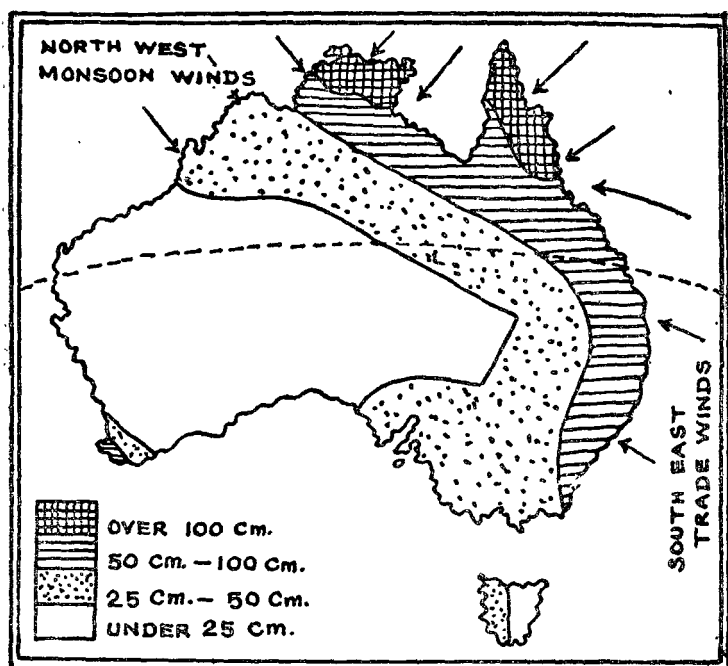 NORTH WEST
MONSOON WINDS
SOUTH EAST
TRADE WINDS
OVER 100 Cm.
50 Cm. – 100 Cm.
25 Cm. – 50 Cm.
UNDER 25 Cm.